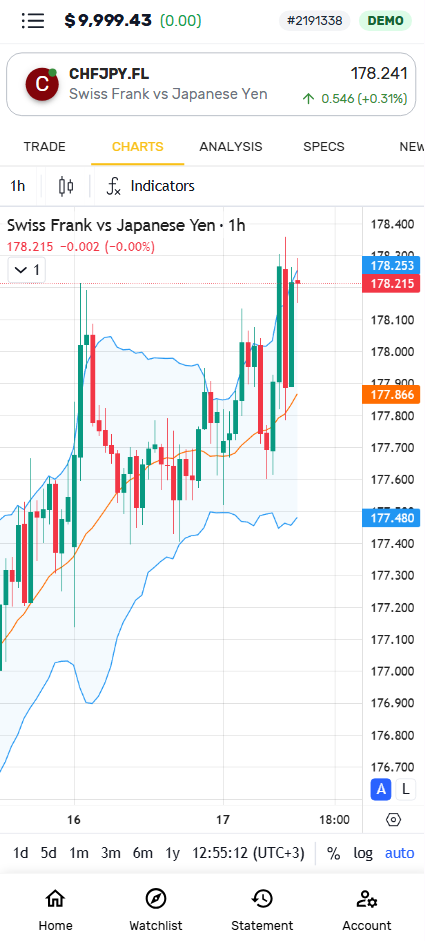 $ 9,999.43 (0.00) #2191338 DEMO
C CHFJPY.FL 178.241
Swiss Frank vs Japanese Yen 0.546 (+0.31%)
TRADE CHARTS ANALYSIS SPECS NEW
1h fx Indicators
Swiss Frank vs Japanese Yen · 1h
178.215 -0.002 (-0.00%)
1
178.400
178.253
178.215
178.100
178.000
177.866
177.800
177.700
177.600
177.480
177.400
177.300
177.200
177.100
177.000
176.900
176.800
176.700
A L
16 17 18:00
1d 5d 1m 3m 6m 1y 12:55:12 (UTC+3) % log auto
Home Watchlist Statement Account